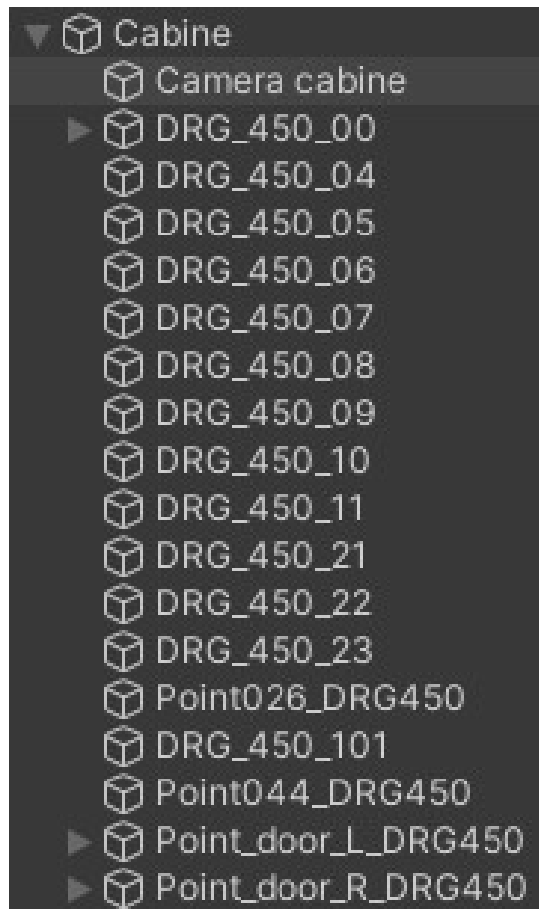 Cabine
Camera cabine
DRG_450_00
DRG_450_04
DRG_450_05
DRG_450_06
DRG_450_07
DRG_450_08
DRG_450_09
DRG_450_10
DRG_450_11
DRG_450_21
DRG_450_22
DRG_450_23
Point026_DRG450
DRG_450_101
Point044_DRG450
Point_door_L_DRG450
Point_door_R_DRG450